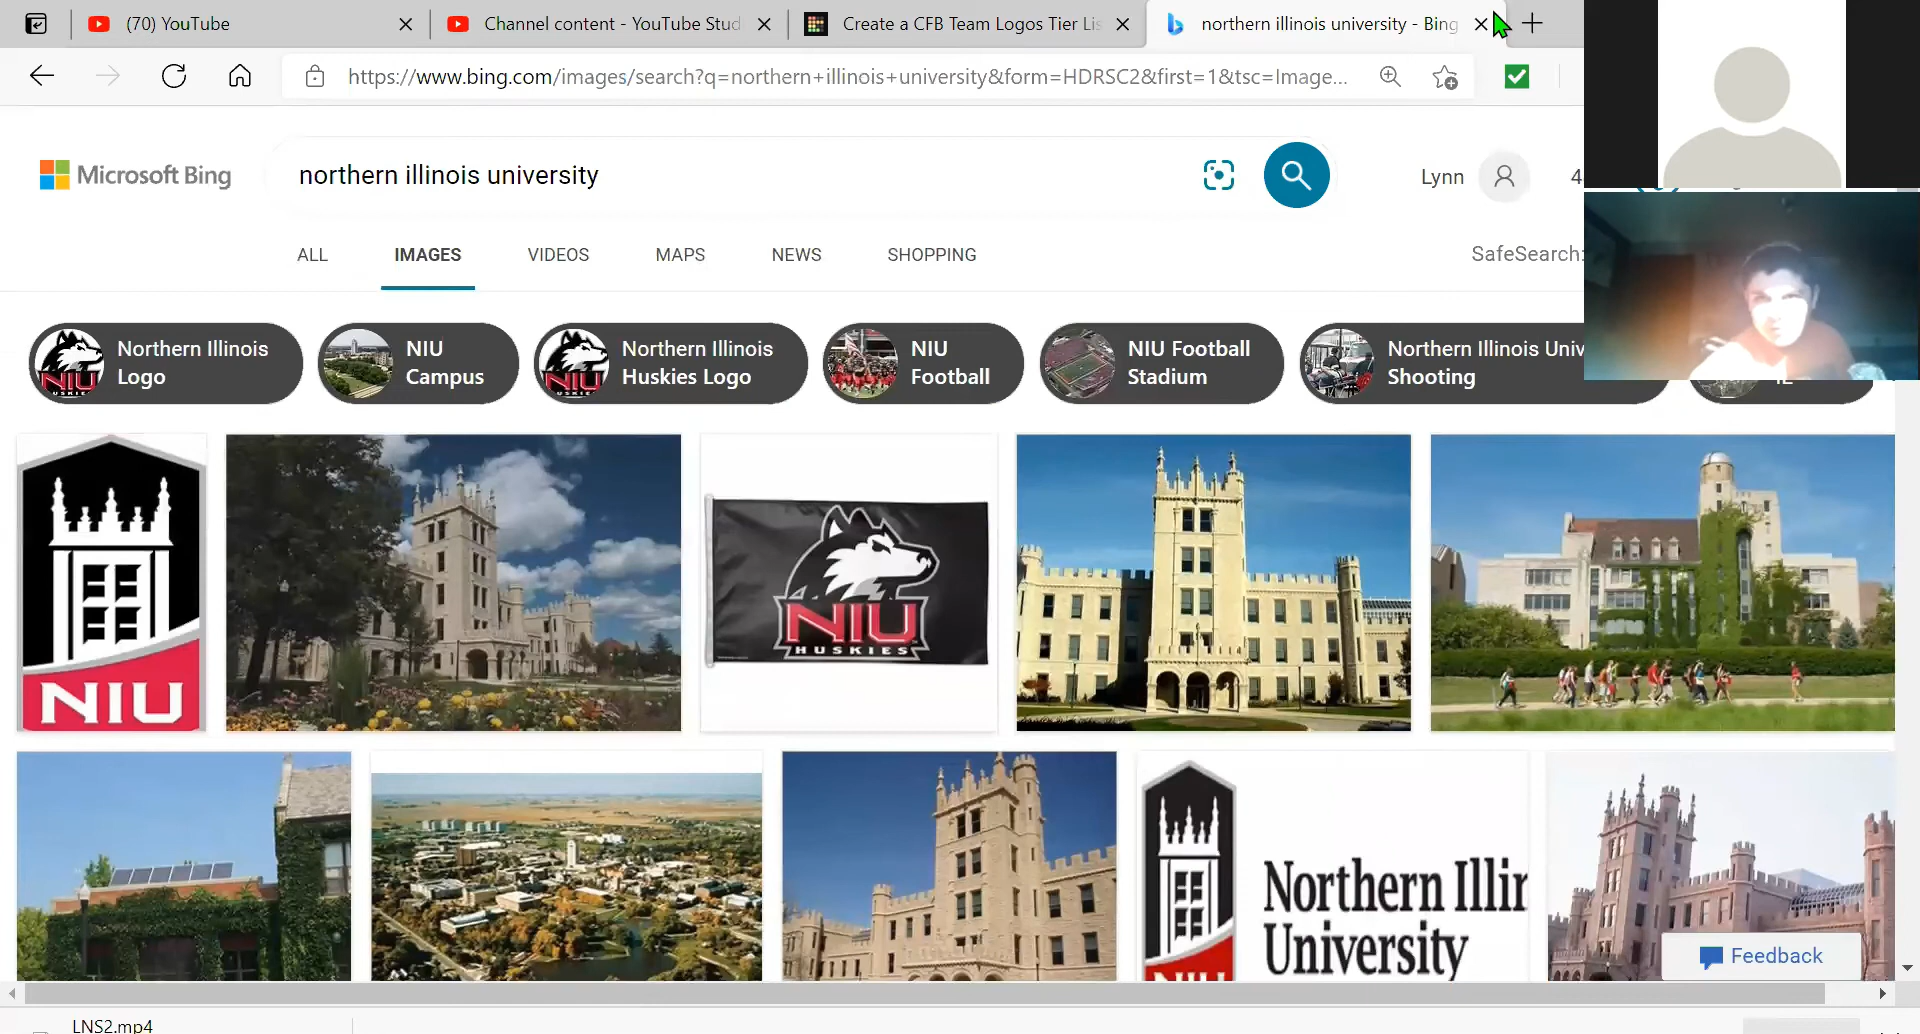 (70) YouTube
Channel content - YouTube Stud
Create a CFB Team Logos Tier Lis
northern illinois university - Bing
https://www.bing.com/images/search?q=northern+illinois+university&form=HDRSC2&first=1&tsc=Image...
Microsoft Bing
northern illinois university
Lynn
4
ALL
IMAGES
VIDEOS
MAPS
NEWS
SHOPPING
SafeSearch:
Northern Illinois
Logo
NIU
Campus
Northern Illinois
Huskies Logo
NIU
Football
NIU Football
Stadium
Northern Illinois Univ
Shooting
NIU
NIU
HUSKIES
Northern Illin
University
NIU
Feedback
LNS2.mp4